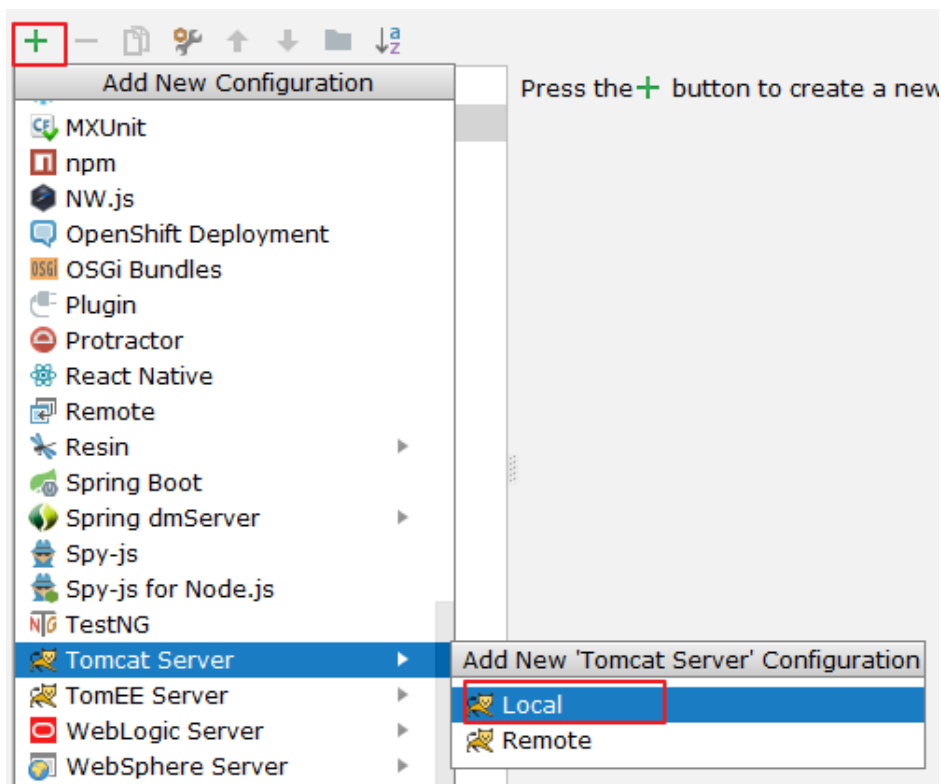 Add New Configuration
Press the + button to create a new
MXUnit
npm
NW.js
OpenShift Deployment
OSGi Bundles
Plugin
Protractor
React Native
Remote
Resin
Spring Boot
Spring dmServer
Spy-js
Spy-js for Node.js
TestNG
Tomcat Server
Add New 'Tomcat Server' Configuration
TomEE Server
Local
WebLogic Server
Remote
WebSphere Server